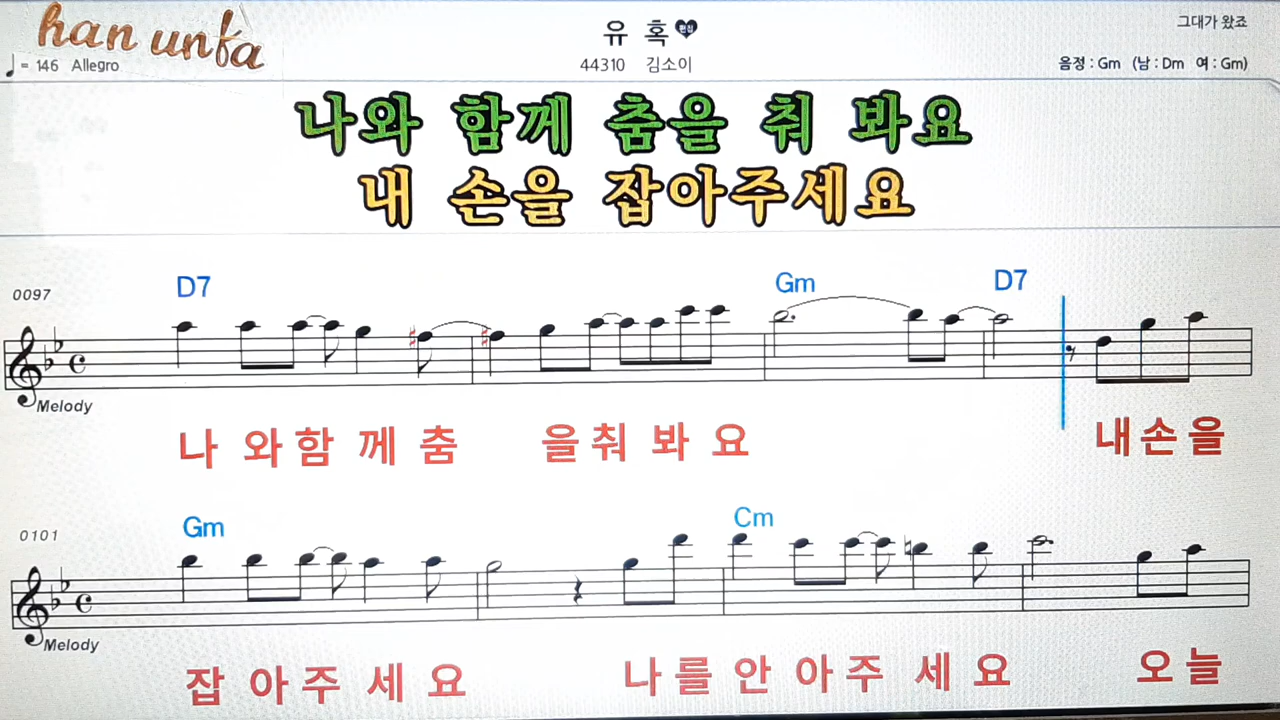 han unfa
유 혹 편집
그대가 왔죠
♩ = 146 Allegro
44310 김소이
음정 : Gm (남 : Dm 여 : Gm)
나와 함께 춤을 춰 봐요
내 손을 잡아주세요
0097
D7 Gm D7
Melody
나 와함 께 춤 을춰 봐 요 내손을
0101
Gm Cm
Melody
잡 아주 세 요 나를안 아주 세 요 오늘